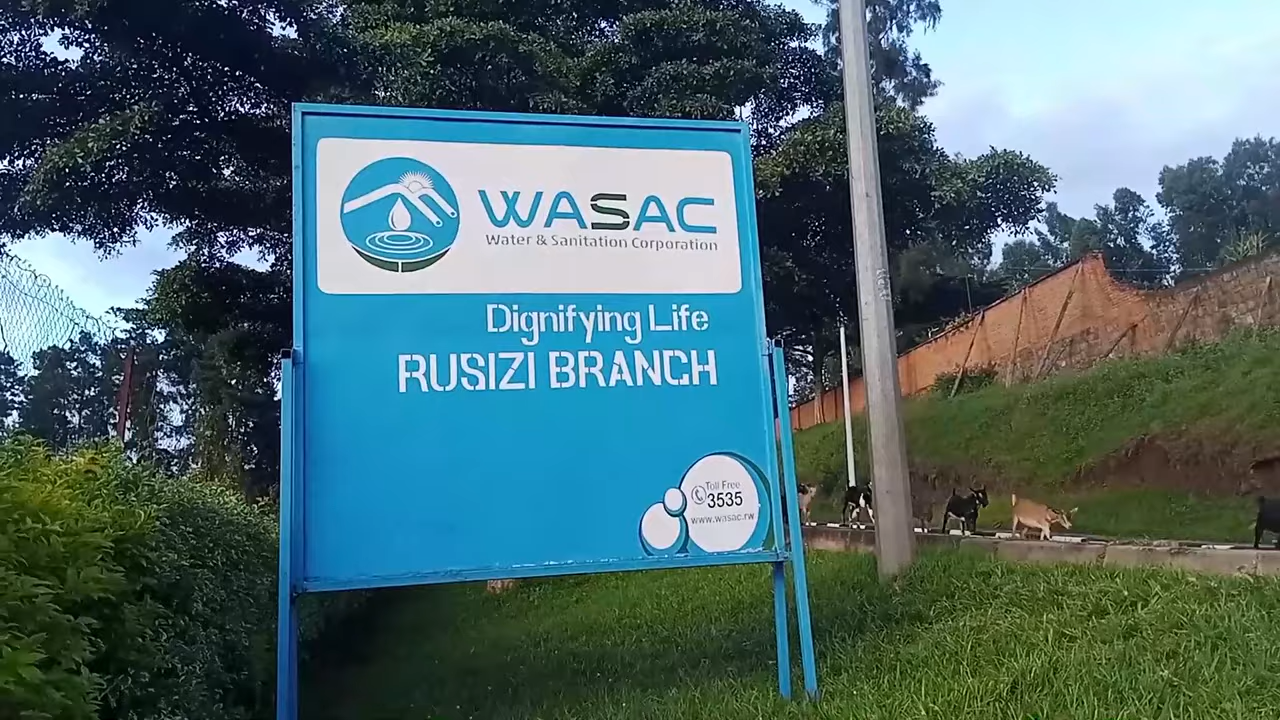 WASAC
Water & Sanitation Corporation
Dignifying Life
RUSIZI BRANCH
Toll Free
3535
www.wasac.rw